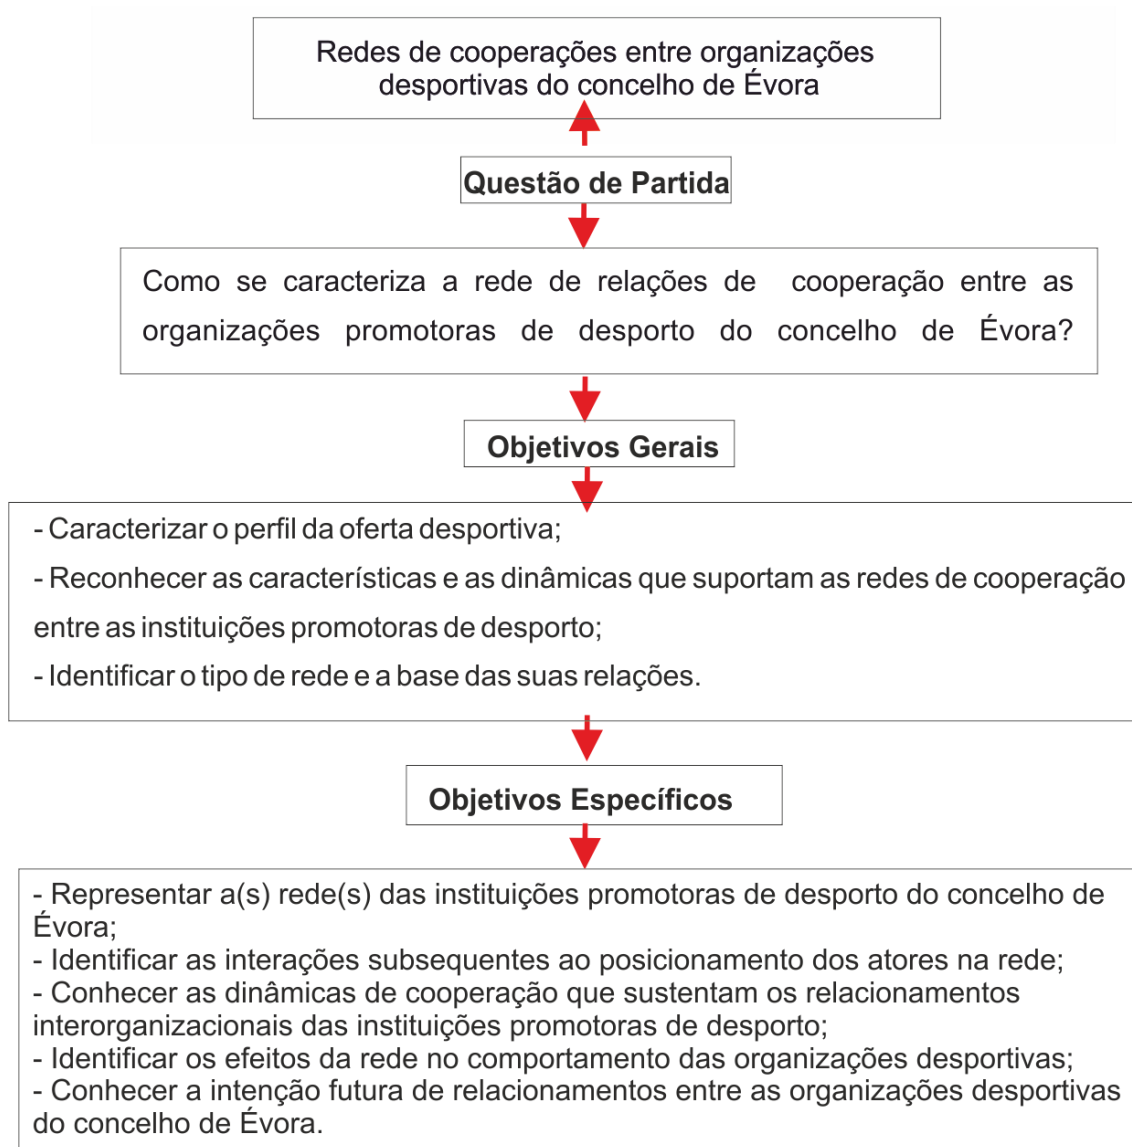 Redes de cooperações entre organizações
desportivas do concelho de Évora
Questão de Partida
Como se caracteriza a rede de relações de cooperação entre as
organizações promotoras de desporto do concelho de Évora?
Objetivos Gerais
- Caracterizar o perfil da oferta desportiva;
- Reconhecer as características e as dinâmicas que suportam as redes de cooperação
entre as instituições promotoras de desporto;
- Identificar o tipo de rede e a base das suas relações.
Objetivos Específicos
- Representar a(s) rede(s) das instituições promotoras de desporto do concelho de
Évora;
- Identificar as interações subsequentes ao posicionamento dos atores na rede;
- Conhecer as dinâmicas de cooperação que sustentam os relacionamentos
interorganizacionais das instituições promotoras de desporto;
- Identificar os efeitos da rede no comportamento das organizações desportivas;
- Conhecer a intenção futura de relacionamentos entre as organizações desportivas
do concelho de Évora.